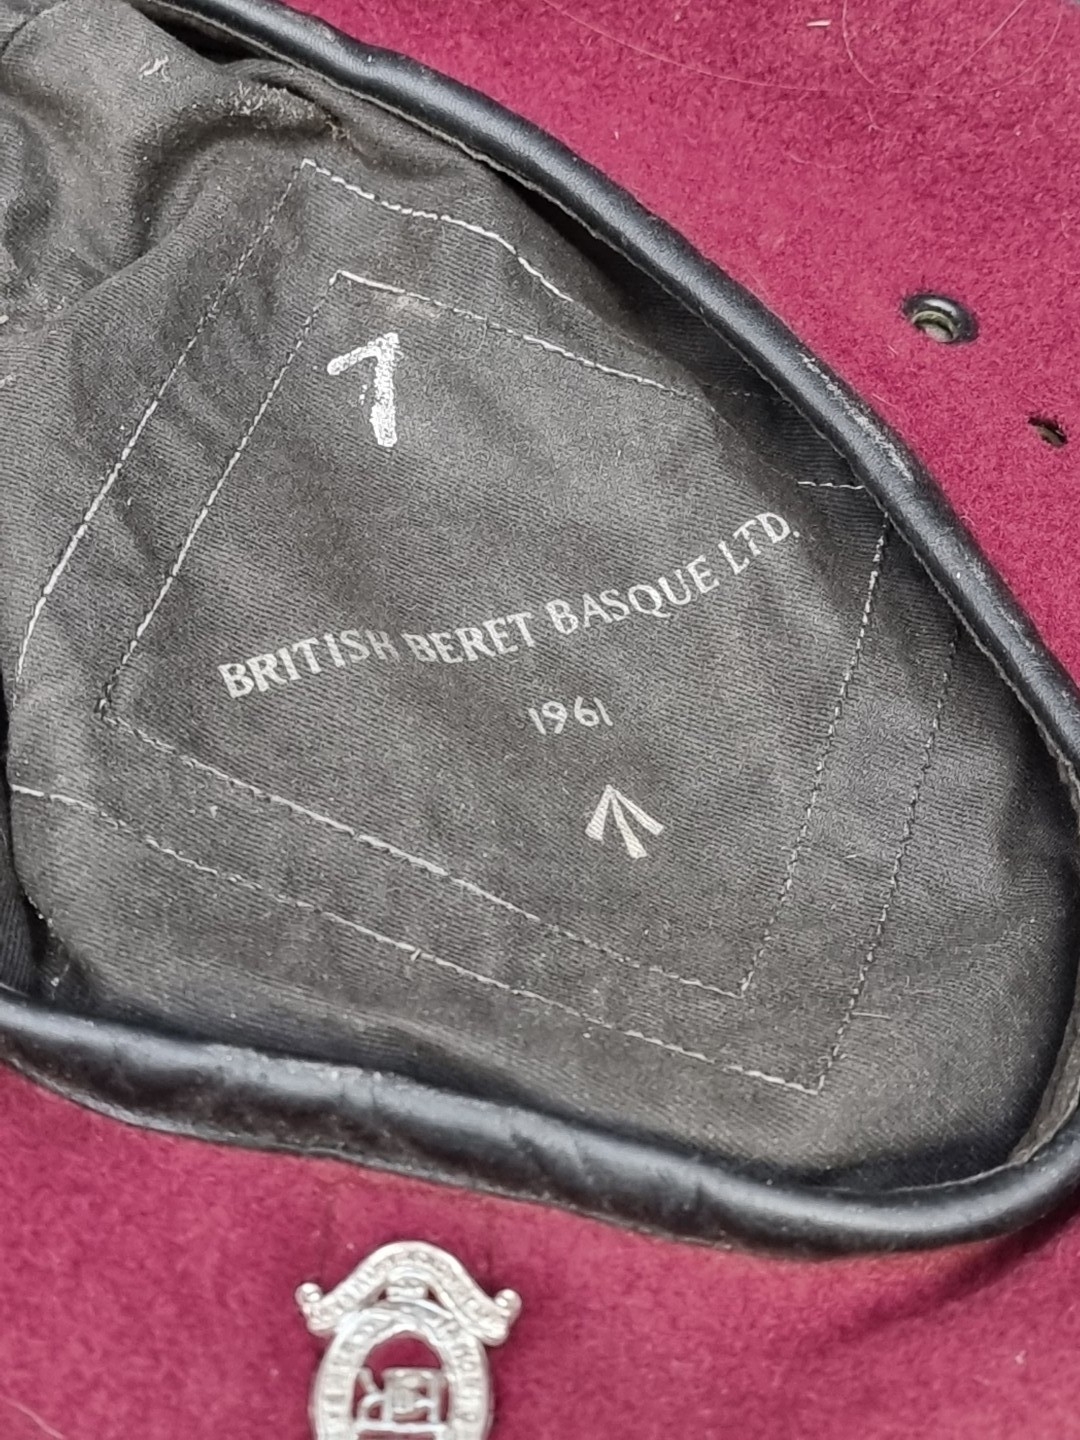 7
BRITISH BERET BASQUE LTD.
1961